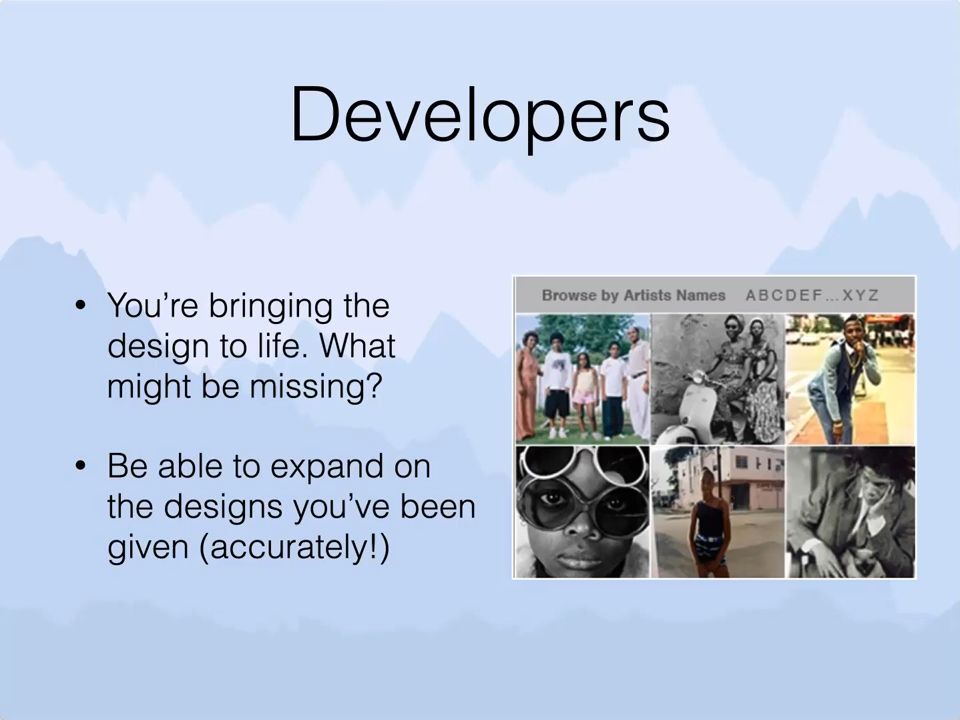 Developers
• You’re bringing the
design to life. What
might be missing?
• Be able to expand on
the designs you’ve been
given (accurately!)
Browse by Artists Names A B C D E F ... X Y Z